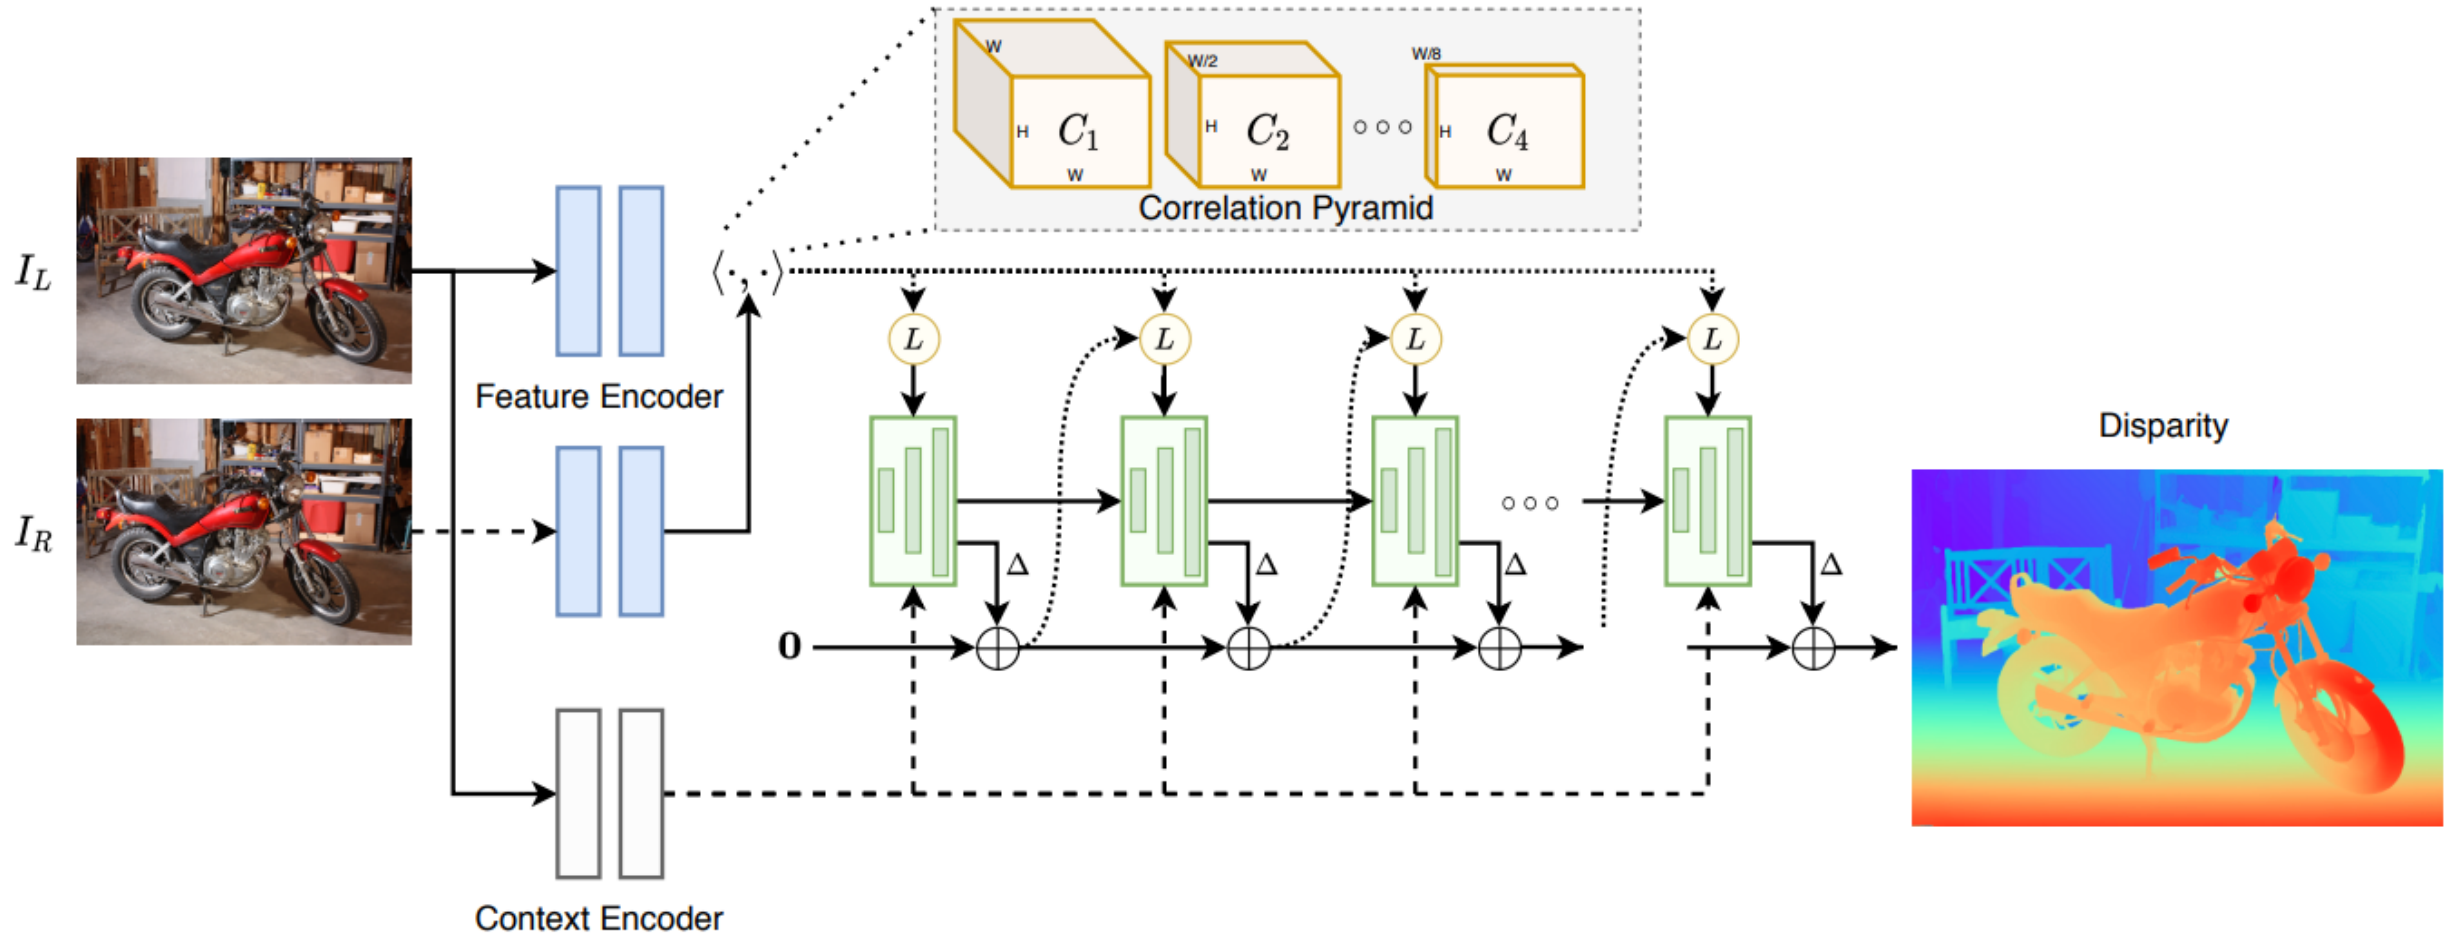 W
H
C₁
W
W/2
H
C₂
W
W/8
H
C₄
W
Correlation Pyramid
I_L
Feature Encoder
⟨·,·⟩
L
L
L
L
I_R
Δ
Δ
Δ
Δ
0
Context Encoder
Disparity